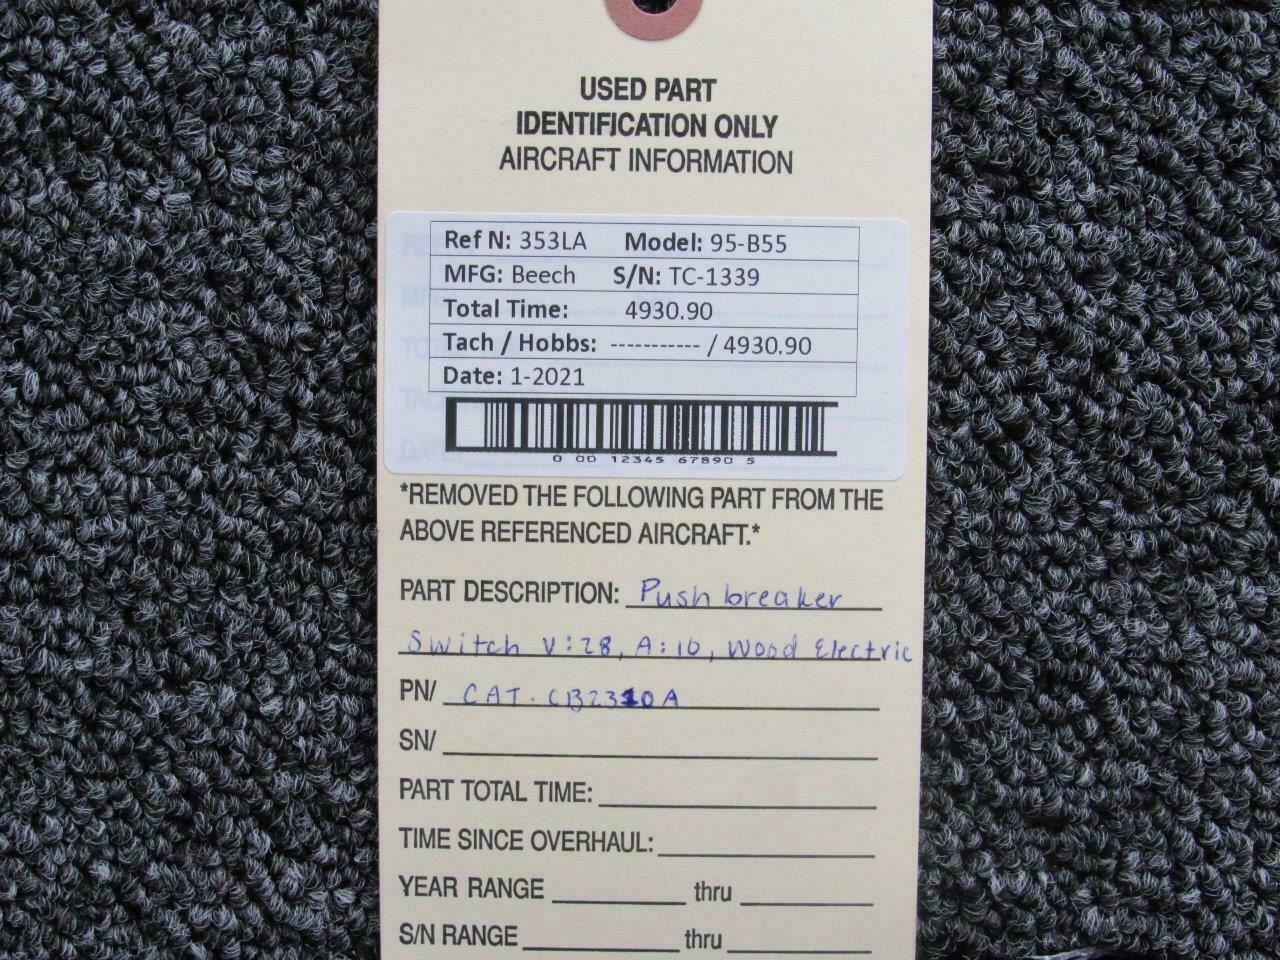 USED PART
IDENTIFICATION ONLY
AIRCRAFT INFORMATION
Ref N: 353LA Model: 95-B55
MFG: Beech S/N: TC-1339
Total Time: 4930.90
Tach / Hobbs: ----------- / 4930.90
Date: 1-2021
0 00 12345 67890 5
*REMOVED THE FOLLOWING PART FROM THE
ABOVE REFERENCED AIRCRAFT.*
PART DESCRIPTION: Push breaker
Switch V:28, A:10, Wood Electric
PN/ CAT. CB2310A
SN/
PART TOTAL TIME:
TIME SINCE OVERHAUL:
YEAR RANGE thru
S/N RANGE thru